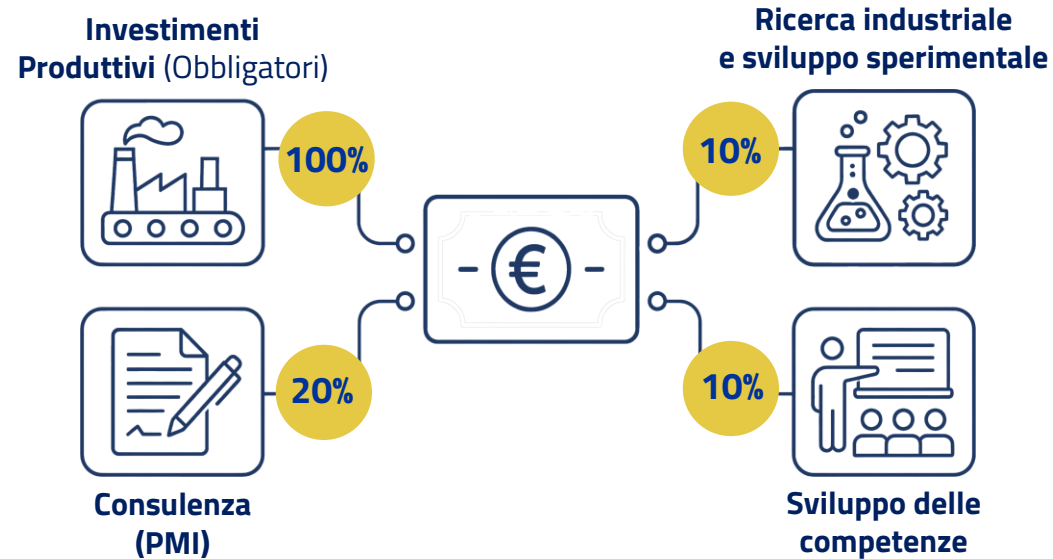 Investimenti
Produttivi (Obbligatori)
100%
Ricerca industriale
e sviluppo sperimentale
10%
€
20%
Consulenza
(PMI)
10%
Sviluppo delle
competenze